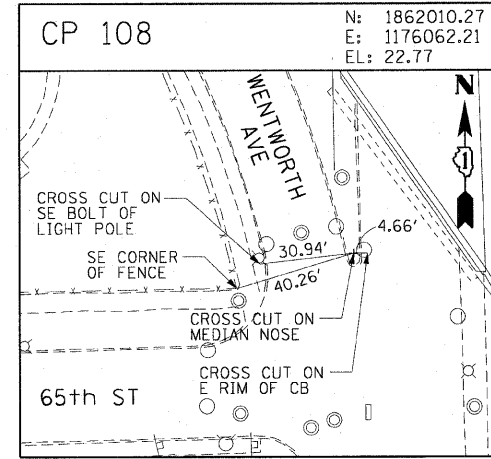 CP 108
N: 1862010.27
E: 1176062.21
EL: 22.77
N
1
WENTWORTH
AVE
CROSS CUT ON
SE BOLT OF
LIGHT POLE
4.66'
30.94'
SE CORNER
OF FENCE
40.26'
CROSS CUT ON
MEDIAN NOSE
CROSS CUT ON
E RIM OF CB
65th ST